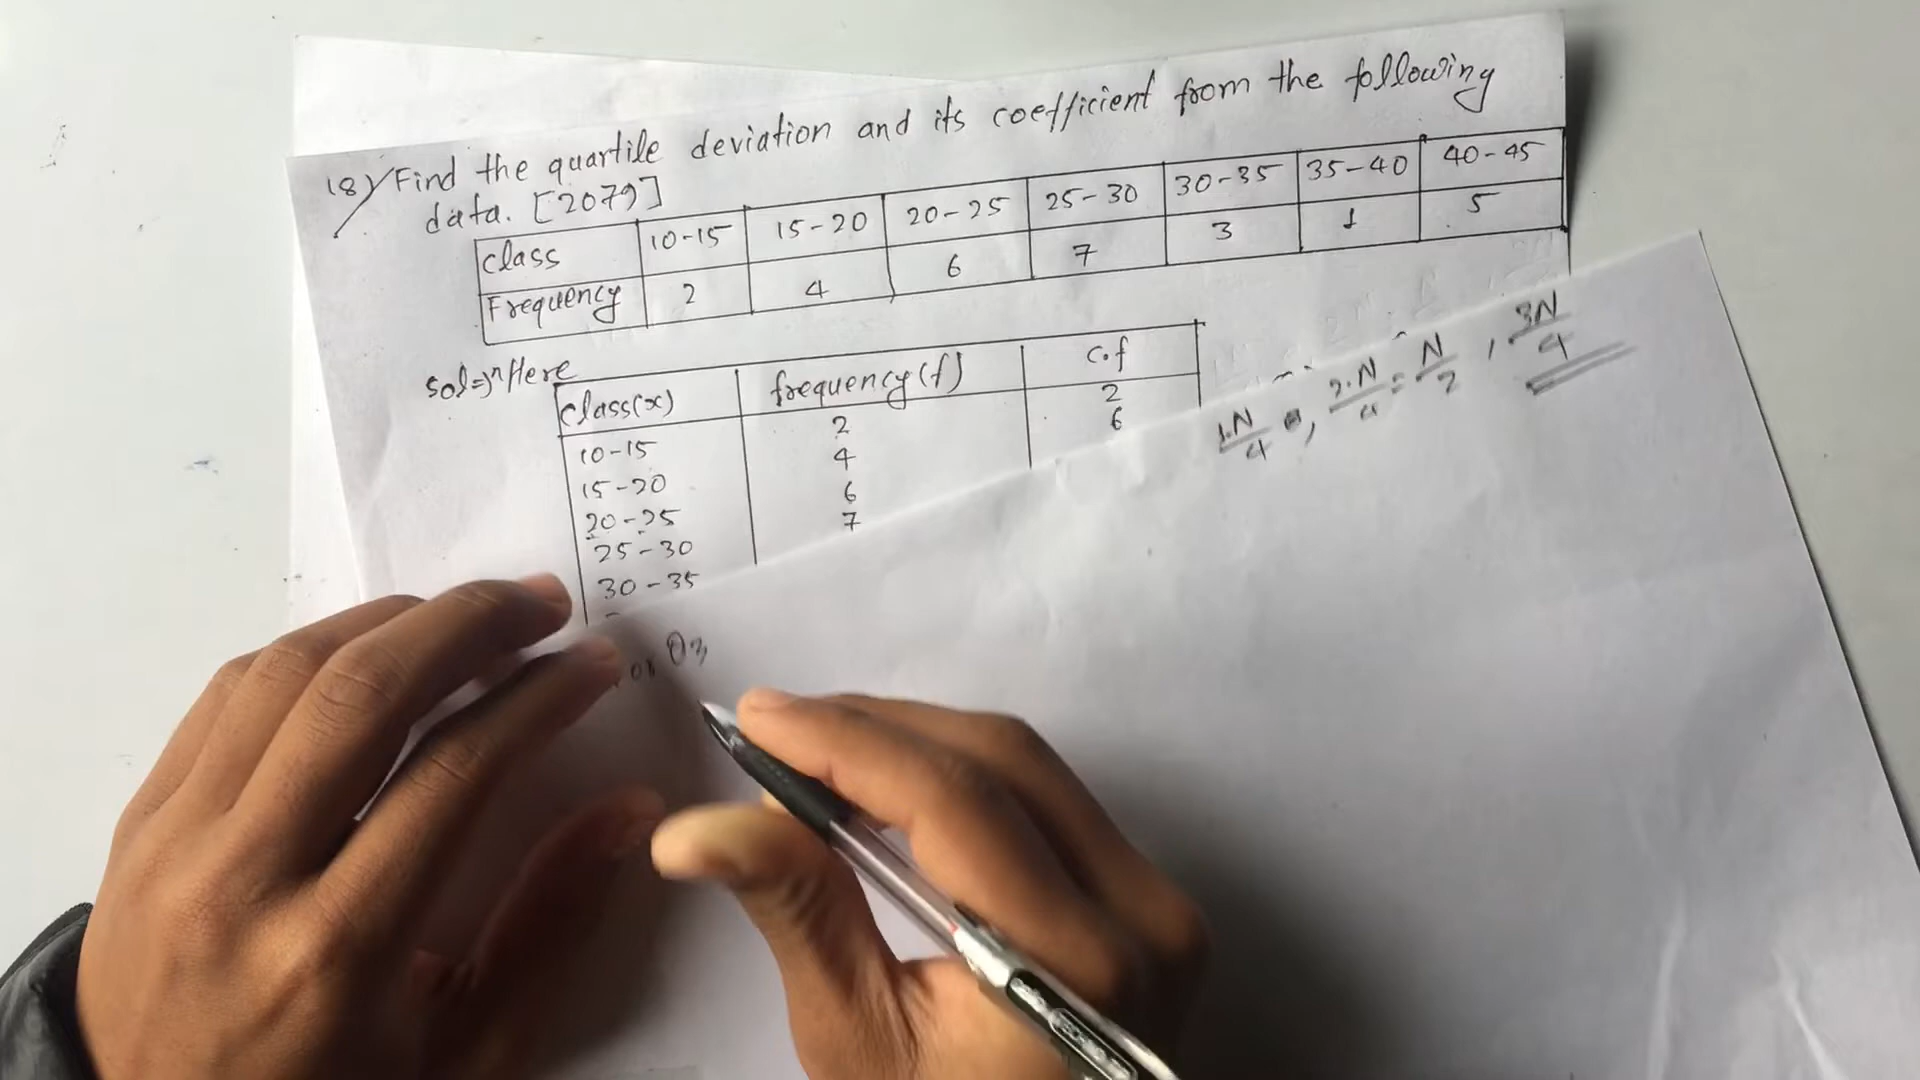 18) Find the quartile deviation and its coefficient from the following
data. [2079]
class 10-15 15-20 20-25 25-30 30-35 35-40 40-45
Frequency 2 4 6 7 3 1 5
sol⇒n Here
class(x) frequency(f) c.f
10-15 2 2
15-20 4 6
20-25 6
25-30 7
30-35
1.N/4 , 2.N/4 = N/2 , 3N/4
Q3